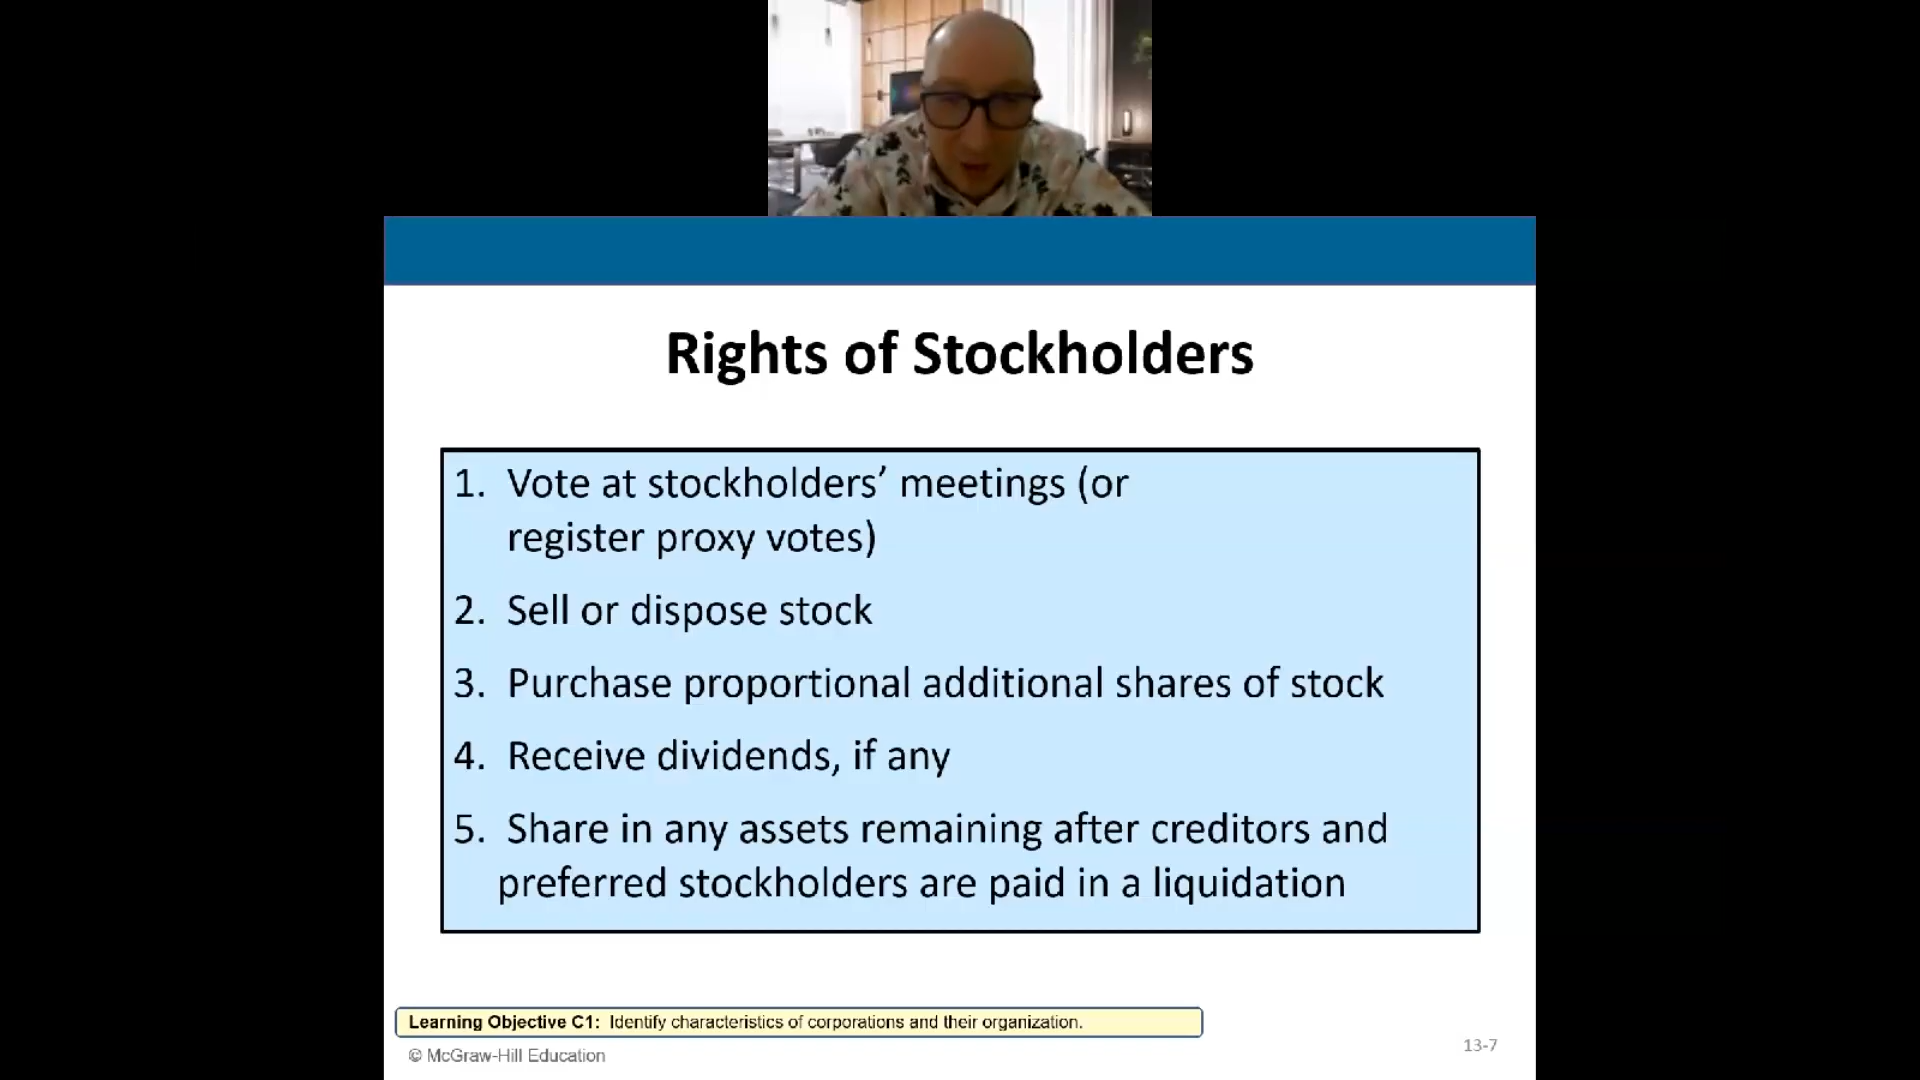 Rights of Stockholders
1. Vote at stockholders’ meetings (or
register proxy votes)
2. Sell or dispose stock
3. Purchase proportional additional shares of stock
4. Receive dividends, if any
5. Share in any assets remaining after creditors and
preferred stockholders are paid in a liquidation
Learning Objective C1: Identify characteristics of corporations and their organization.
© McGraw-Hill Education
13-7